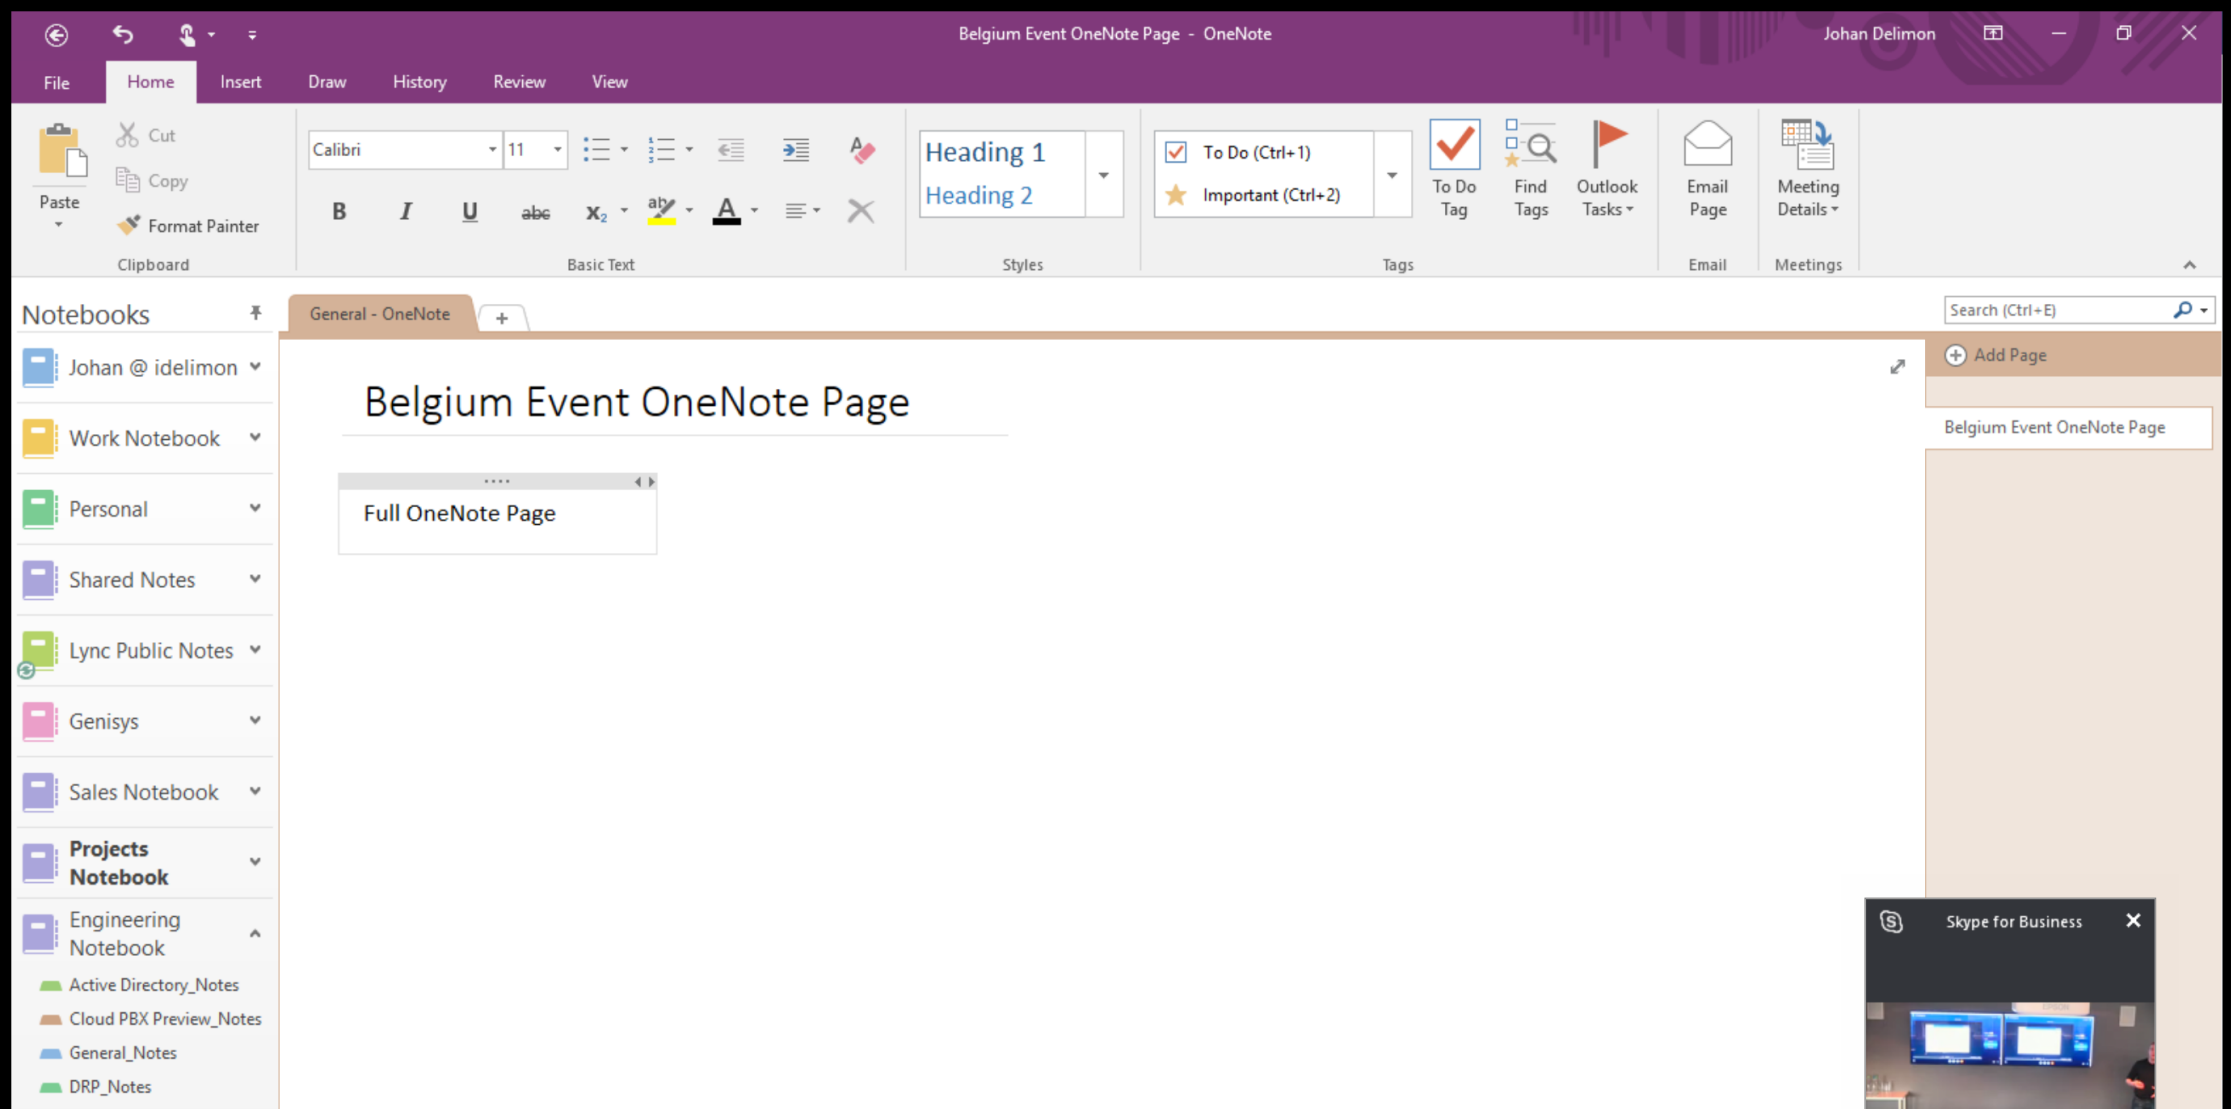 Belgium Event OneNote Page - OneNote
Johan Delimon
File Home Insert Draw History Review View
Paste
Cut
Copy
Format Painter
Clipboard
Calibri 11
B I U abc X₂ ab A
Basic Text
Heading 1
Heading 2
Styles
To Do (Ctrl+1)
Important (Ctrl+2)
To Do
Tag
Find
Tags
Outlook
Tasks
Tags
Email
Page
Email
Meeting
Details
Meetings
Notebooks
General - OneNote
Search (Ctrl+E)
Johan @ idelimon
Work Notebook
Personal
Shared Notes
Lync Public Notes
Genisys
Sales Notebook
Projects
Notebook
Engineering
Notebook
Active Directory_Notes
Cloud PBX Preview_Notes
General_Notes
DRP_Notes
Belgium Event OneNote Page
Full OneNote Page
Add Page
Belgium Event OneNote Page
Skype for Business